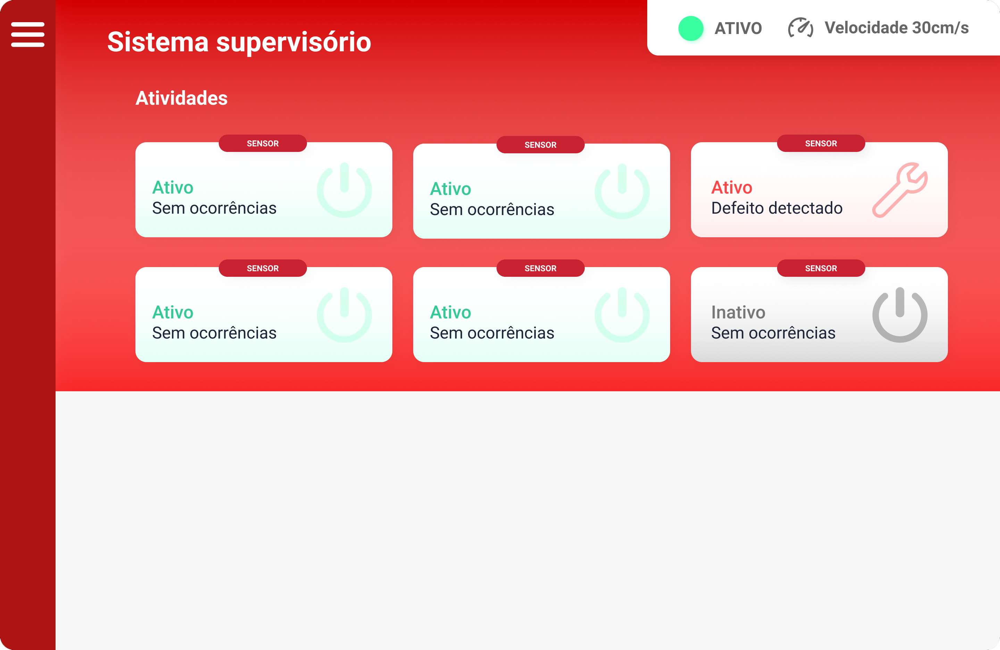 Sistema supervisório
ATIVO
Velocidade 30cm/s
Atividades
SENSOR
Ativo
Sem ocorrências
SENSOR
Ativo
Sem ocorrências
SENSOR
Ativo
Defeito detectado
SENSOR
Ativo
Sem ocorrências
SENSOR
Ativo
Sem ocorrências
SENSOR
Inativo
Sem ocorrências